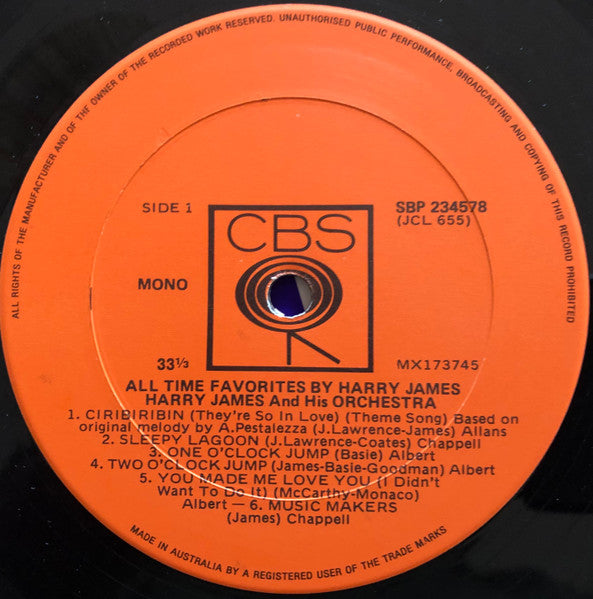 ALL RIGHTS OF THE MANUFACTURER AND OF THE OWNER OF THE RECORDED WORK RESERVED. UNAUTHORISED PUBLIC PERFORMANCE, BROADCASTING AND COPYING OF THIS RECORD PROHIBITED
SIDE 1
SBP 234578
(JCL 655)
CBS
MONO
33⅓
MX173745
ALL TIME FAVORITES BY HARRY JAMES
HARRY JAMES And His ORCHESTRA
1. CIRIBIRIBIN (They're So In Love) (Theme Song) Based on
original melody by A.Pestalezza (J.Lawrence-James) Allans
2. SLEEPY LAGOON (J.Lawrence-Coates) Chappell
3. ONE O'CLOCK JUMP (Basie) Albert
4. TWO O'CLOCK JUMP (James-Basie-Goodman) Albert
5. YOU MADE ME LOVE YOU (I Didn't
Want To Do It) (McCarthy-Monaco)
Albert — 6. MUSIC MAKERS
(James) Chappell
MADE IN AUSTRALIA BY A REGISTERED USER OF THE TRADE MARKS